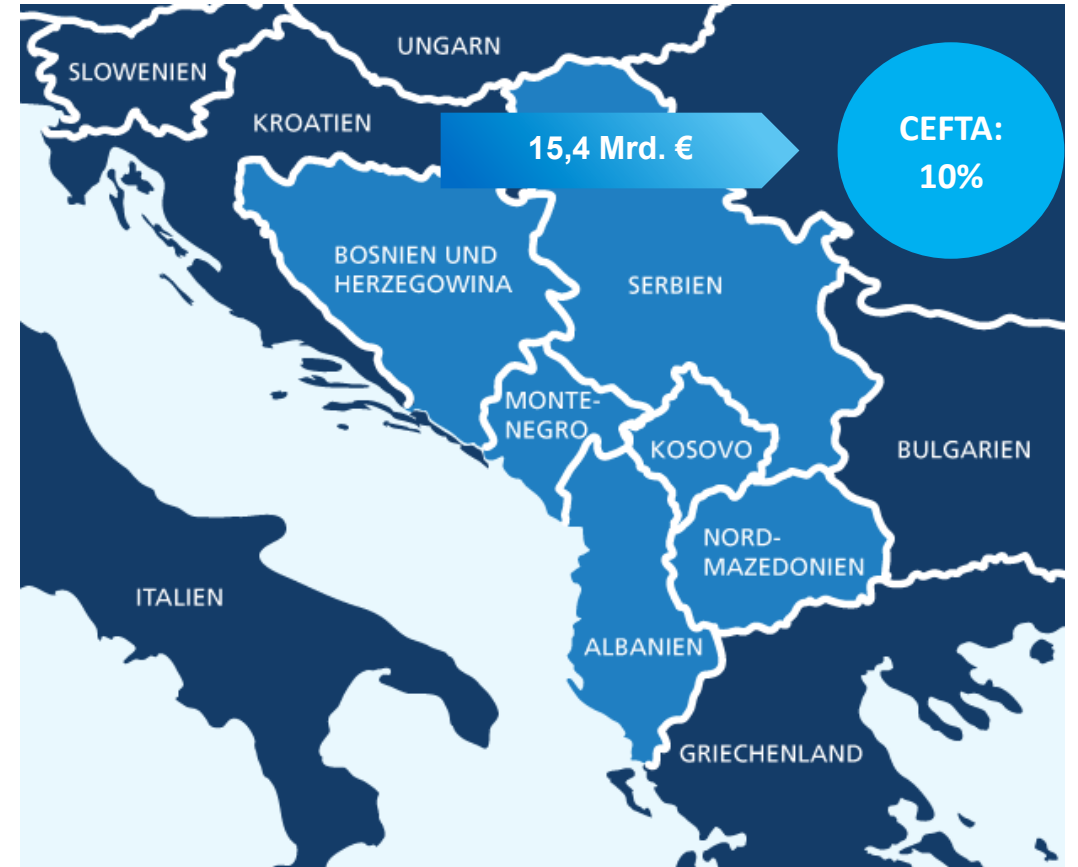 UNGARN
SLOWENIEN
KROATIEN
15,4 Mrd. €
CEFTA:
10%
BOSNIEN UND
HERZEGOWINA
SERBIEN
MONTE-
NEGRO
KOSOVO
BULGARIEN
NORD-
MAZEDONIEN
ITALIEN
ALBANIEN
GRIECHENLAND